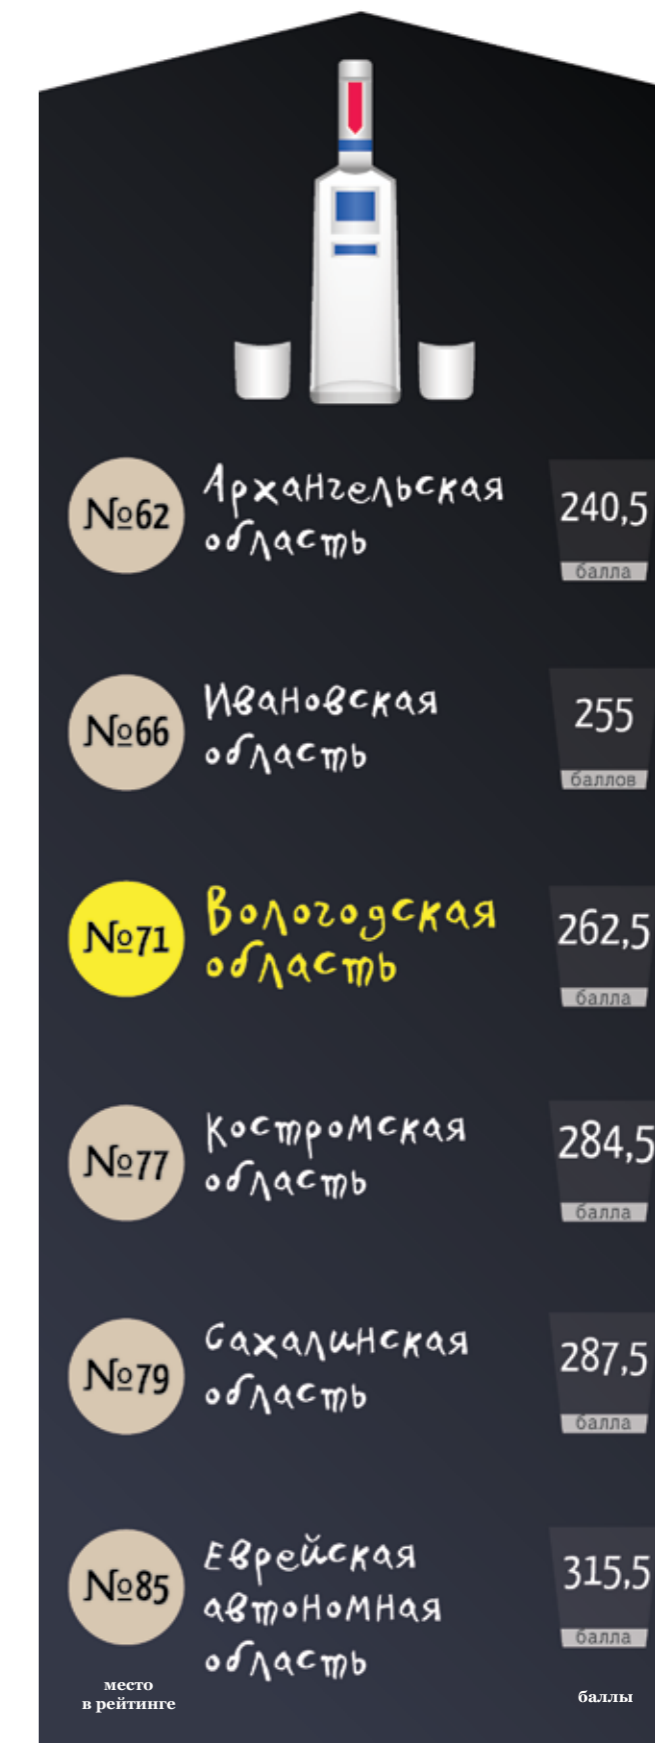 №62
Архангельская
область
240,5
балла
№66
Ивановская
область
255
баллов
№71
Вологодская
область
262,5
балла
№77
Костромская
область
284,5
балла
№79
Сахалинская
область
287,5
балла
№85
Еврейская
автономная
область
315,5
балла
место
в рейтинге
баллы